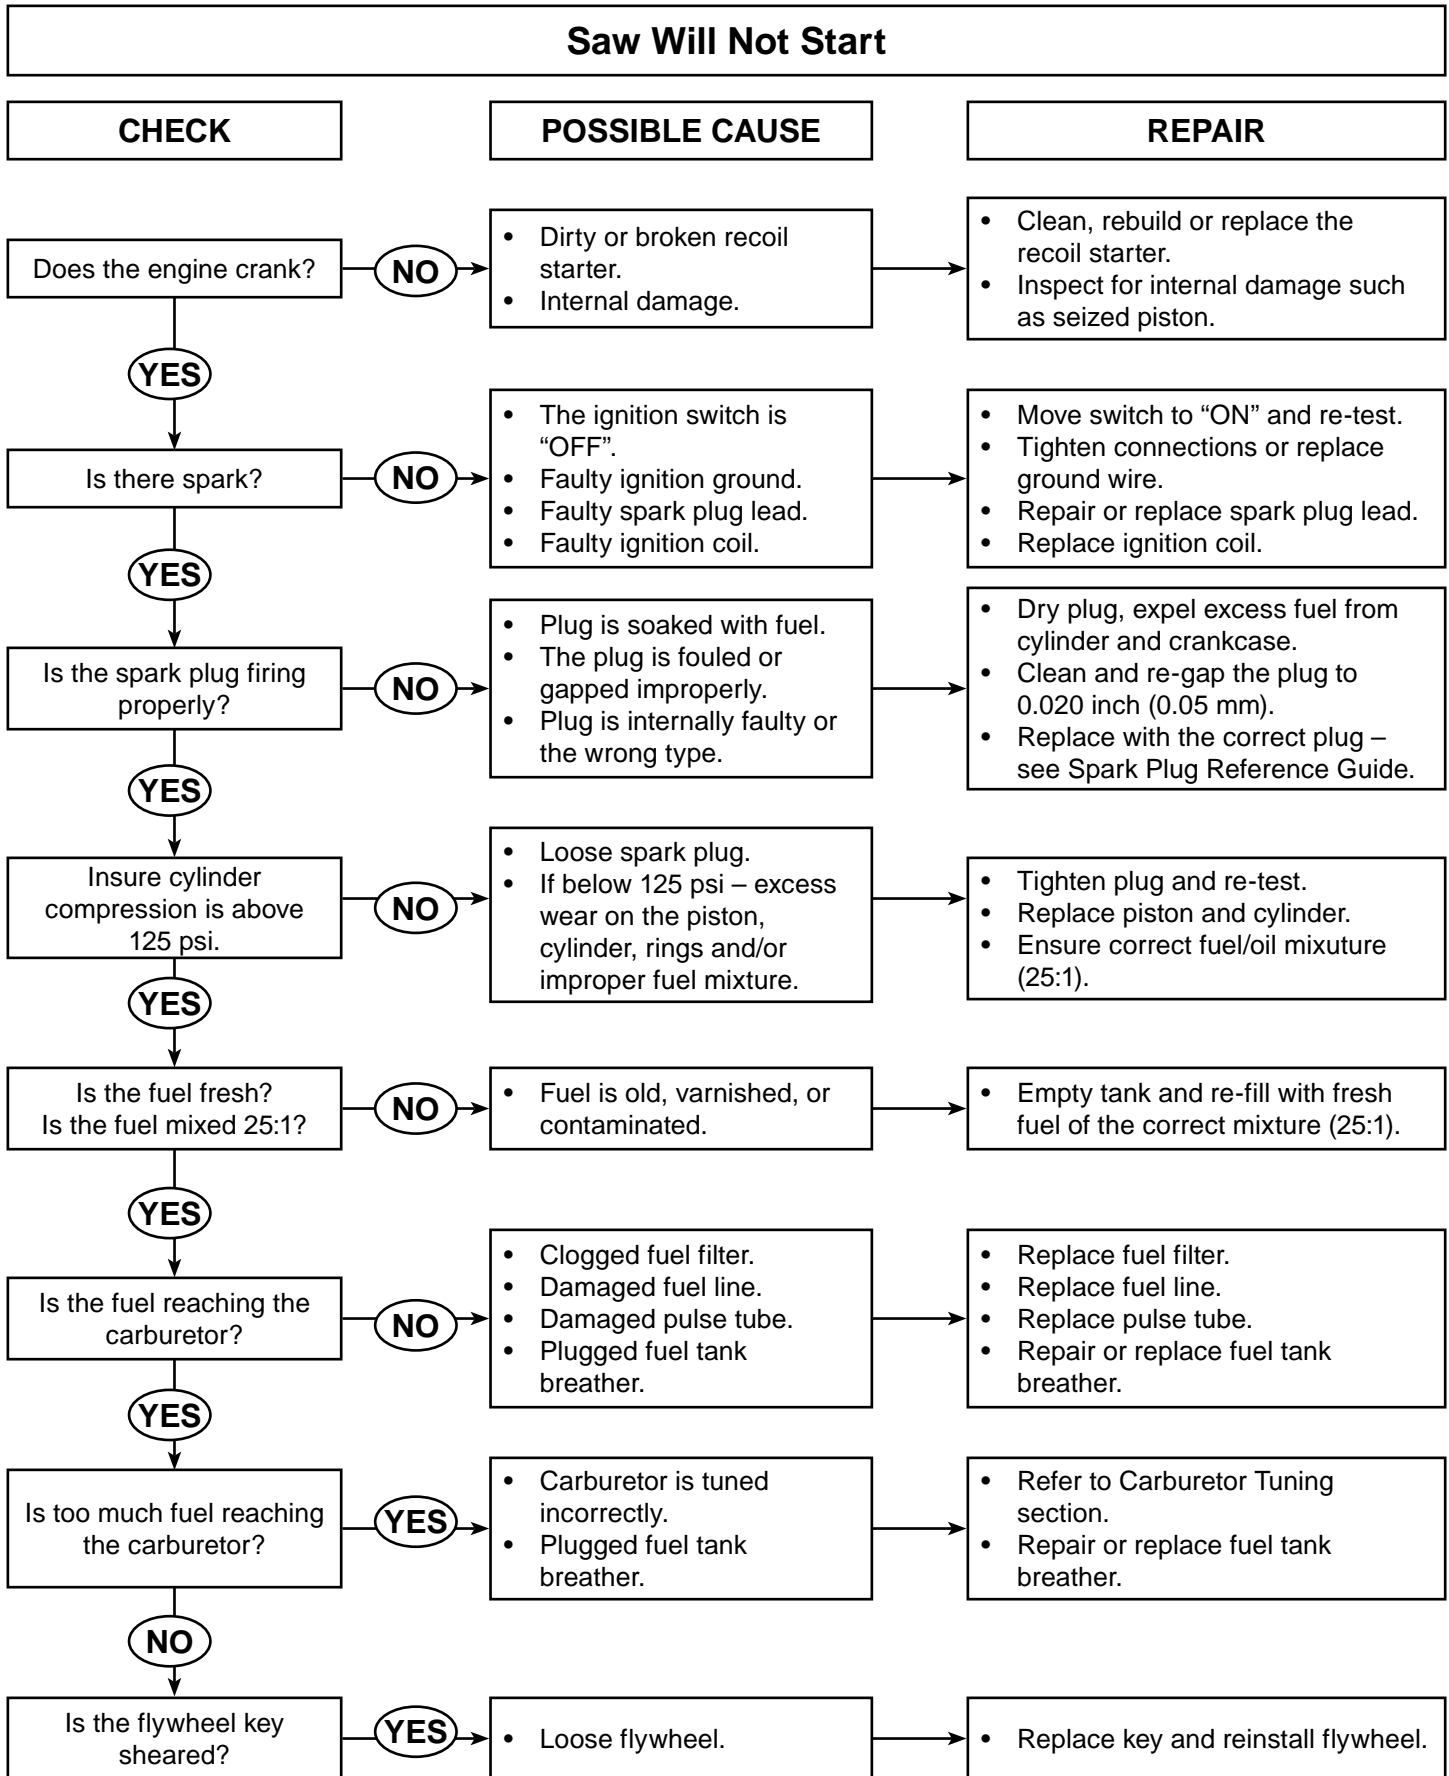 Saw Will Not Start
CHECK
POSSIBLE CAUSE
REPAIR
Does the engine crank?
NO
• Dirty or broken recoil
starter.
• Internal damage.
• Clean, rebuild or replace the
recoil starter.
• Inspect for internal damage such
as seized piston.
YES
Is there spark?
NO
• The ignition switch is
“OFF”.
• Faulty ignition ground.
• Faulty spark plug lead.
• Faulty ignition coil.
• Move switch to “ON” and re-test.
• Tighten connections or replace
ground wire.
• Repair or replace spark plug lead.
• Replace ignition coil.
YES
Is the spark plug firing
properly?
NO
• Plug is soaked with fuel.
• The plug is fouled or
gapped improperly.
• Plug is internally faulty or
the wrong type.
• Dry plug, expel excess fuel from
cylinder and crankcase.
• Clean and re-gap the plug to
0.020 inch (0.05 mm).
• Replace with the correct plug –
see Spark Plug Reference Guide.
YES
Insure cylinder
compression is above
125 psi.
NO
• Loose spark plug.
• If below 125 psi – excess
wear on the piston,
cylinder, rings and/or
improper fuel mixture.
• Tighten plug and re-test.
• Replace piston and cylinder.
• Ensure correct fuel/oil mixuture
(25:1).
YES
Is the fuel fresh?
Is the fuel mixed 25:1?
NO
• Fuel is old, varnished, or
contaminated.
• Empty tank and re-fill with fresh
fuel of the correct mixture (25:1).
YES
Is the fuel reaching the
carburetor?
NO
• Clogged fuel filter.
• Damaged fuel line.
• Damaged pulse tube.
• Plugged fuel tank
breather.
• Replace fuel filter.
• Replace fuel line.
• Replace pulse tube.
• Repair or replace fuel tank
breather.
YES
Is too much fuel reaching
the carburetor?
YES
• Carburetor is tuned
incorrectly.
• Plugged fuel tank
breather.
• Refer to Carburetor Tuning
section.
• Repair or replace fuel tank
breather.
NO
Is the flywheel key
sheared?
YES
• Loose flywheel.
• Replace key and reinstall flywheel.